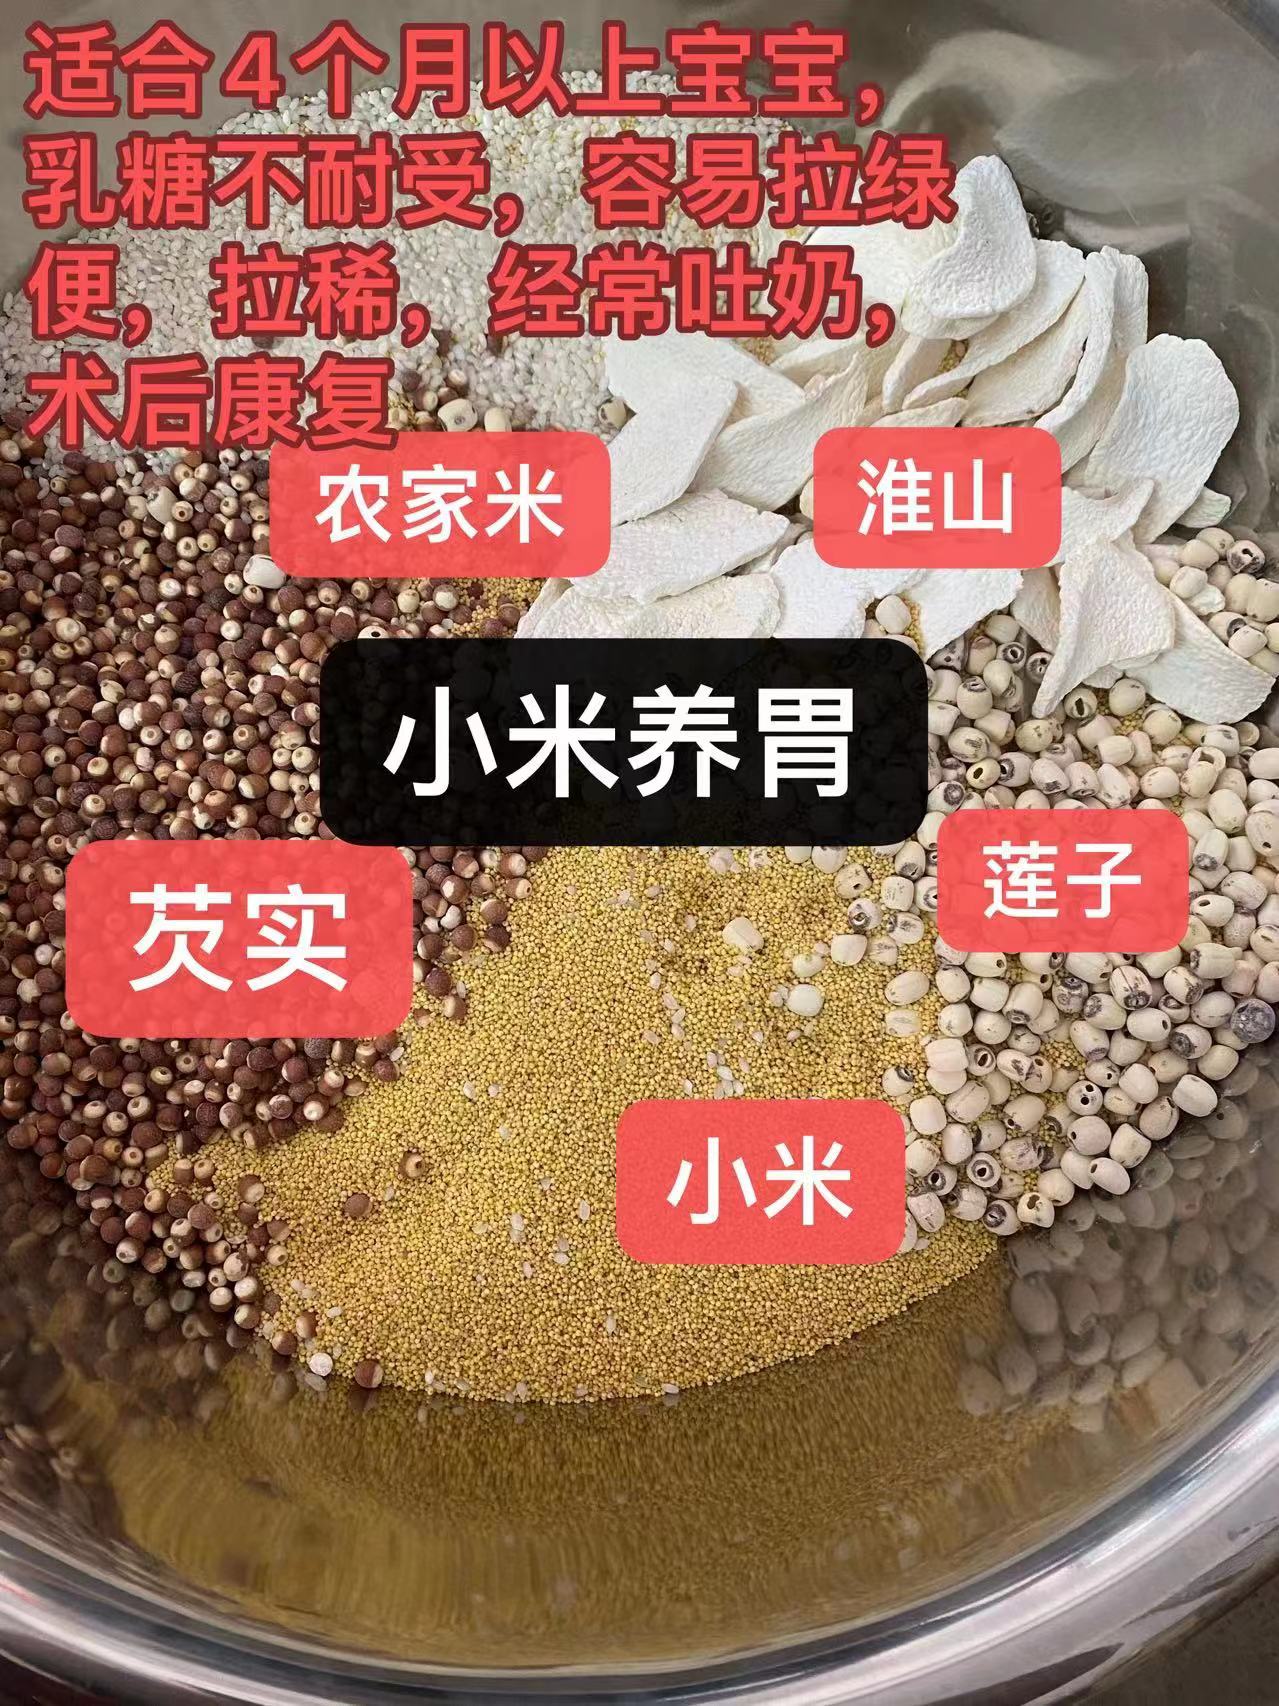 适合4个月以上宝宝，
乳糖不耐受，容易拉绿
便，拉稀，经常吐奶，
术后康复
农家米
淮山
小米养胃
莲子
芡实
小米